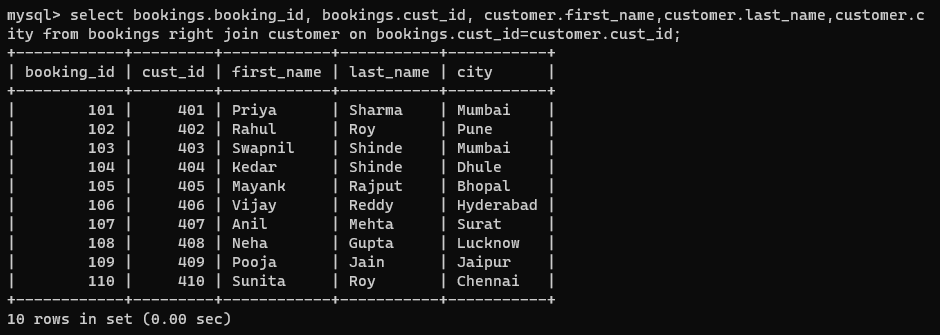 mysql> select bookings.booking_id, bookings.cust_id, customer.first_name,customer.last_name,customer.c
ity from bookings right join customer on bookings.cust_id=customer.cust_id;
+------------+---------+------------+-----------+-----------+
| booking_id | cust_id | first_name | last_name | city      |
+------------+---------+------------+-----------+-----------+
|        101 |     401 | Priya      | Sharma    | Mumbai    |
|        102 |     402 | Rahul      | Roy       | Pune      |
|        103 |     403 | Swapnil    | Shinde    | Mumbai    |
|        104 |     404 | Kedar      | Shinde    | Dhule     |
|        105 |     405 | Mayank     | Rajput    | Bhopal    |
|        106 |     406 | Vijay      | Reddy     | Hyderabad |
|        107 |     407 | Anil       | Mehta     | Surat     |
|        108 |     408 | Neha       | Gupta     | Lucknow   |
|        109 |     409 | Pooja      | Jain      | Jaipur    |
|        110 |     410 | Sunita     | Roy       | Chennai   |
+------------+---------+------------+-----------+-----------+
10 rows in set (0.00 sec)